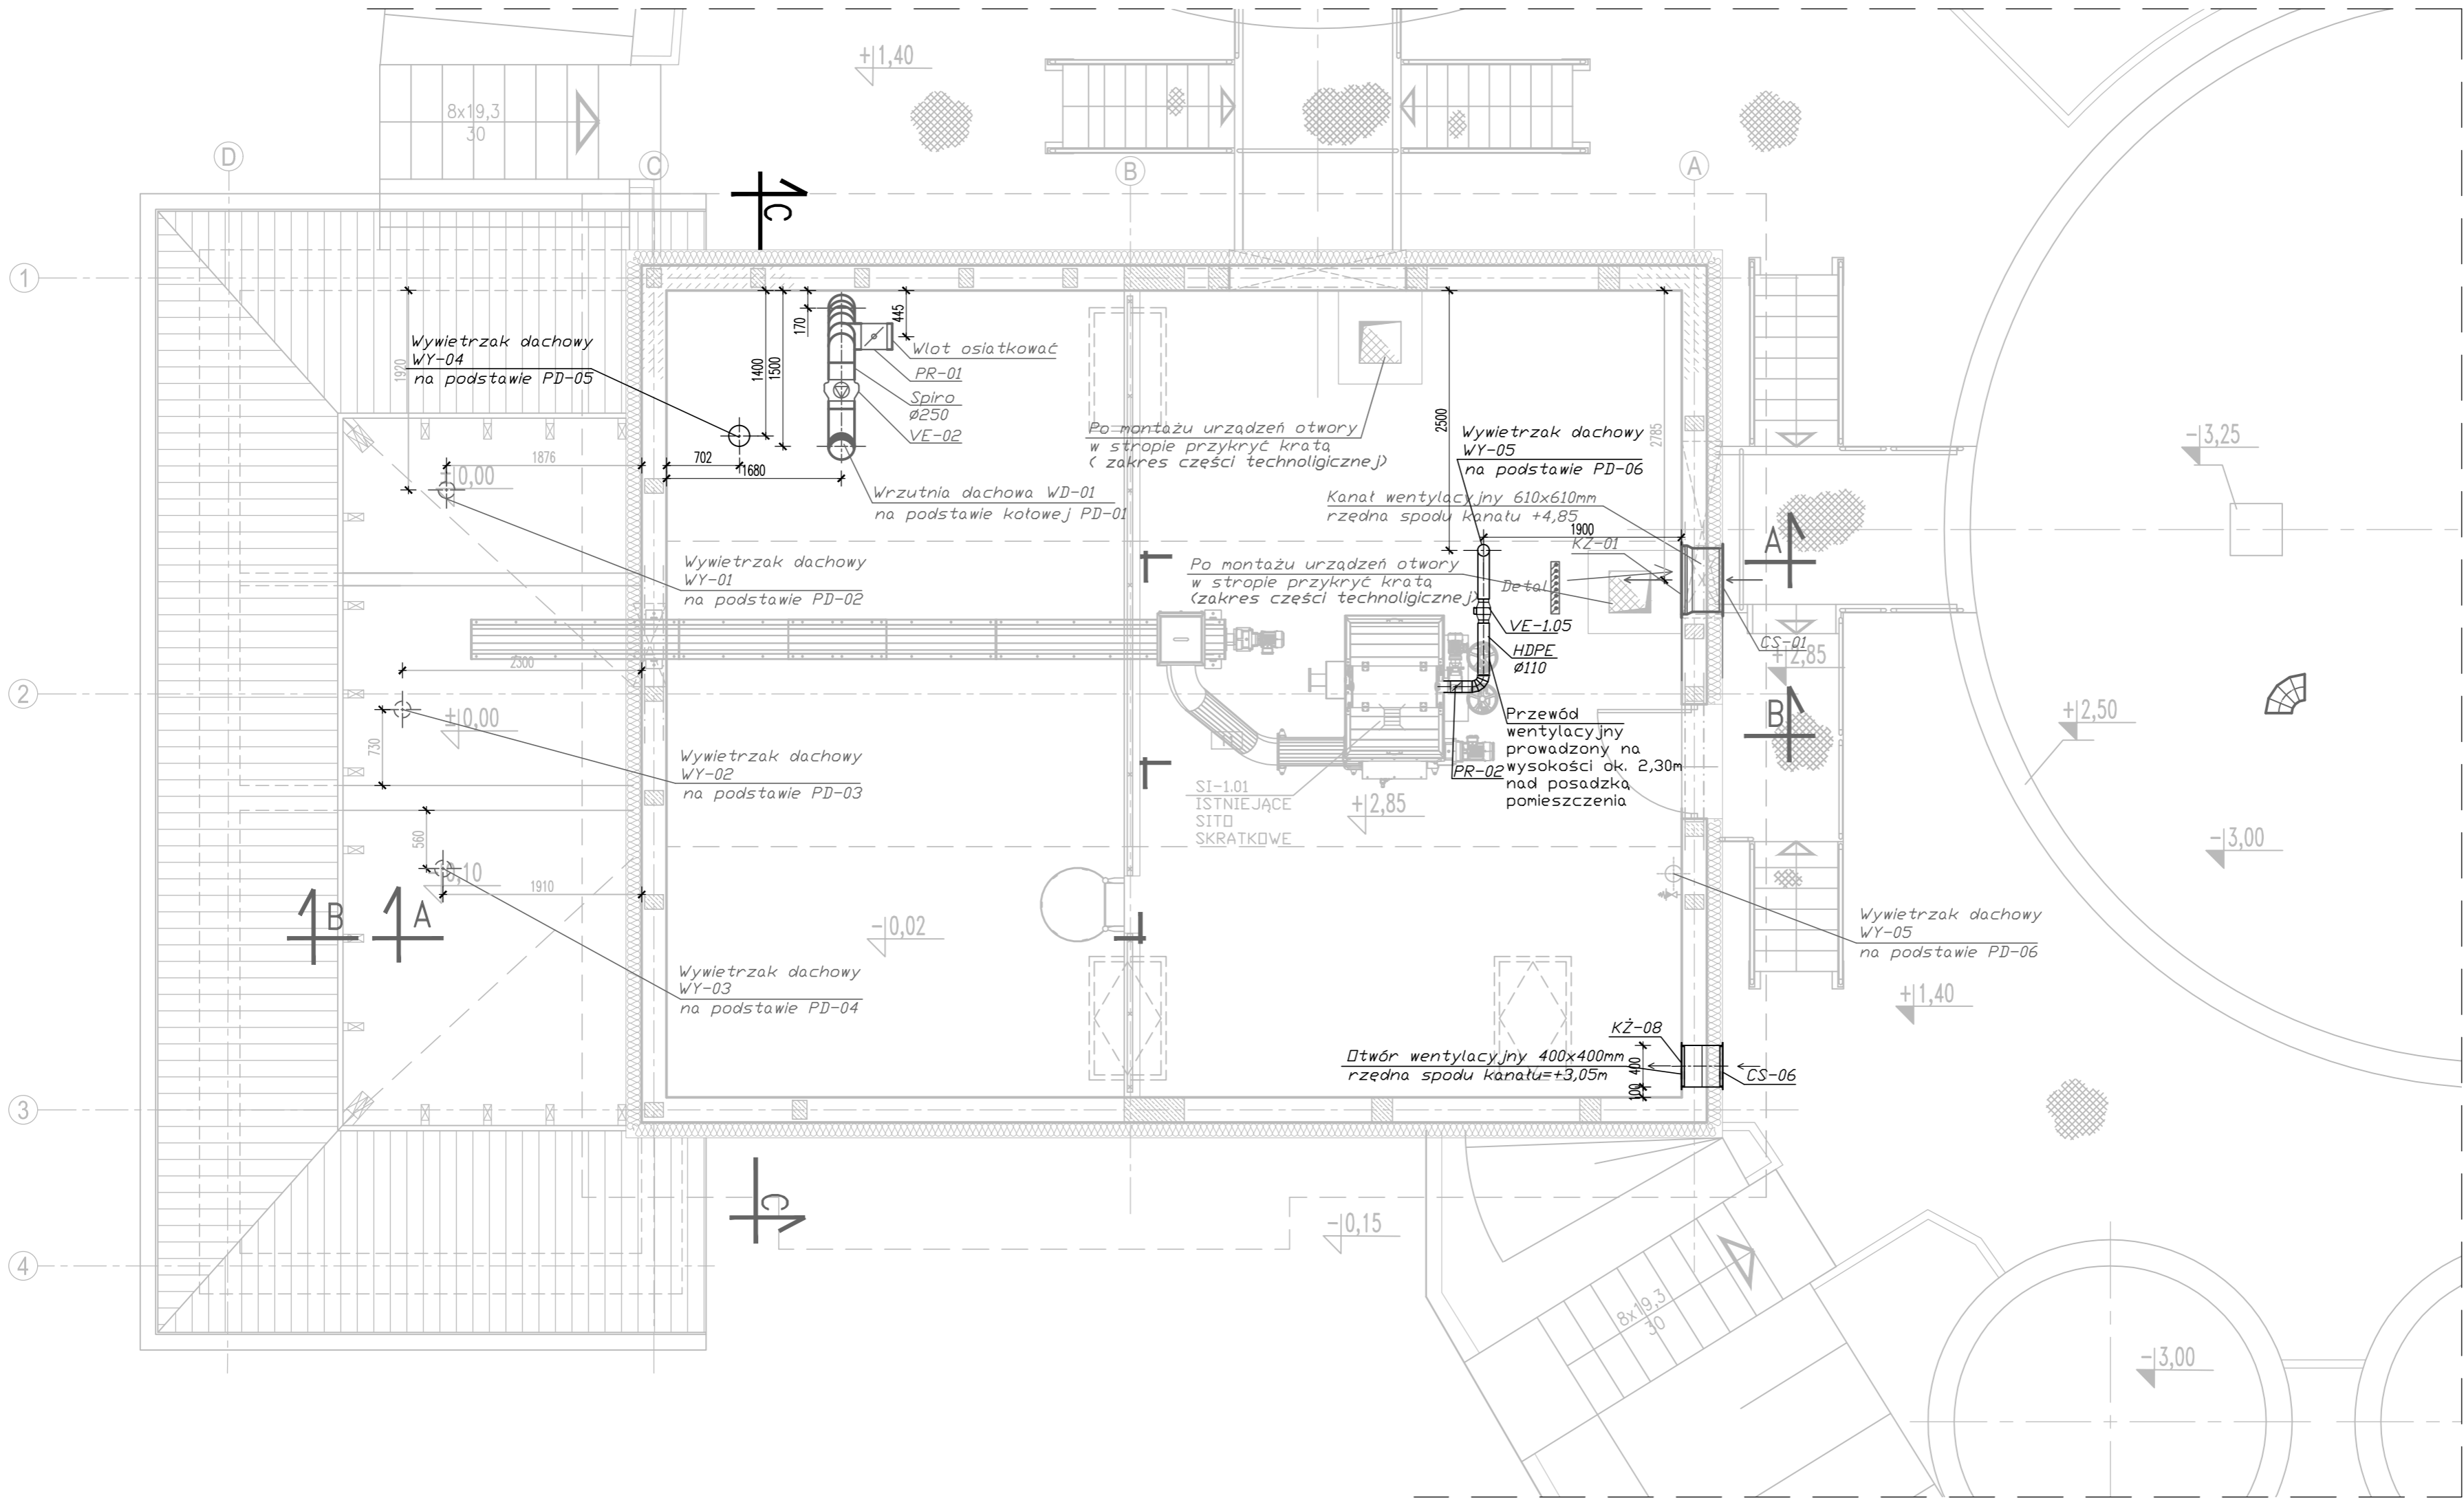 +1,40
8x19,3
30
D
C
B
A
C
1
170
445
1400
1500
2500
2785
1920
Wywietrzak dachowy
WY-04
na podstawie PD-05
Wlot osiatkować
PR-01
Spiro
Ø250
VE-02
Po montażu urządzeń otwory
w stropie przykryć kratą
( zakres części technoligicznej)
Wywietrzak dachowy
WY-05
na podstawie PD-06
-3,25
1876
702
1680
±0,00
Wrzutnia dachowa WD-01
na podstawie kołowej PD-01
Kanał wentylacyjny 610x610mm
rzędna spodu kanału +4,85
1900
KŻ-01
A
Wywietrzak dachowy
WY-01
na podstawie PD-02
Po montażu urządzeń otwory
w stropie przykryć kratą
(zakres części technoligicznej)
Detal
VE-1.05
CS-01
HDPE
Ø110
+2,85
2300
2
±0,00
730
B
+2,50
Przewód
wentylacyjny
prowadzony na
wysokości ok. 2,30m
nad posadzką
pomieszczenia
PR-02
Wywietrzak dachowy
WY-02
na podstawie PD-03
SI-1.01
ISTNIEJĄCE
SITO
SKRATKOWE
+2,85
-3,00
560
1910
B
A
-0,02
Wywietrzak dachowy
WY-05
na podstawie PD-06
Wywietrzak dachowy
WY-03
na podstawie PD-04
+1,40
KŻ-08
Otwór wentylacyjny 400x400mm
rzędna spodu kanału=+3,05m
400
100
CS-06
3
C
-0,15
4
8x19,3
30
-3,00